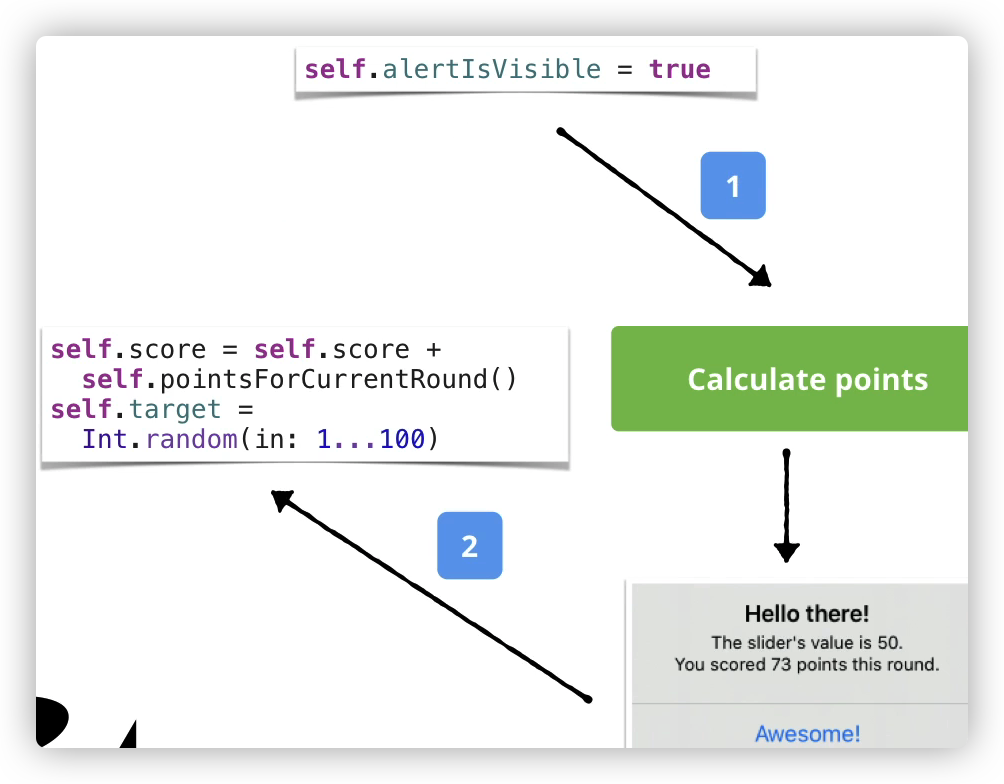 self.alertIsVisible = true
1
self.score = self.score +
self.pointsForCurrentRound()
self.target =
Int.random(in: 1...100)
Calculate points
2
Hello there!
The slider's value is 50.
You scored 73 points this round.
Awesome!